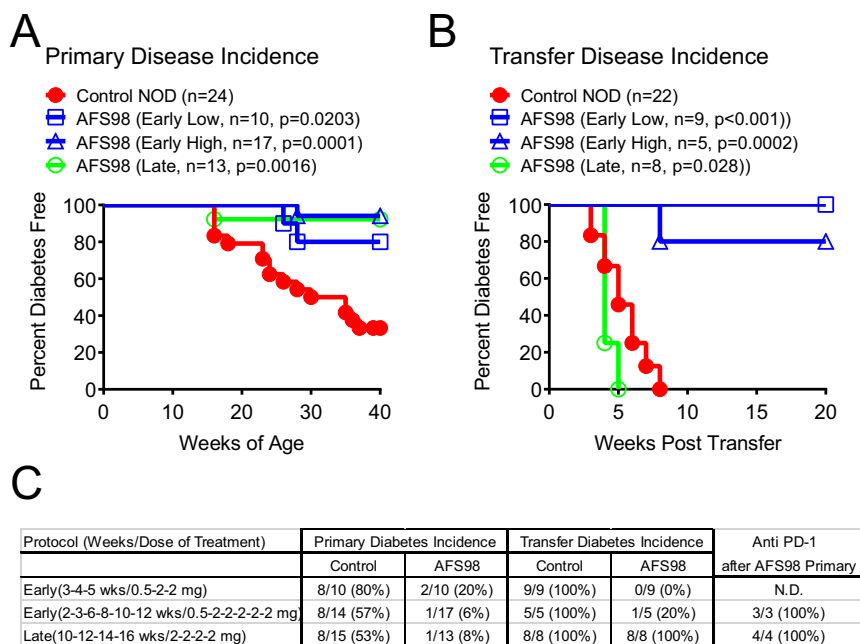 A
Primary Disease Incidence
Control NOD (n=24)
AFS98 (Early Low, n=10, p=0.0203)
AFS98 (Early High, n=17, p=0.0001)
AFS98 (Late, n=13, p=0.0016)
Percent Diabetes Free
100
80
60
40
20
0
0 10 20 30 40
Weeks of Age
B
Transfer Disease Incidence
Control NOD (n=22)
AFS98 (Early Low, n=9, p<0.001))
AFS98 (Early High, n=5, p=0.0002)
AFS98 (Late, n=8, p=0.028))
Percent Diabetes Free
100
80
60
40
20
0
0 5 10 15 20
Weeks Post Transfer
C
Protocol (Weeks/Dose of Treatment) Primary Diabetes Incidence Transfer Diabetes Incidence Anti PD-1
Control AFS98 Control AFS98 after AFS98 Primary
Early(3-4-5 wks/0.5-2-2 mg) 8/10 (80%) 2/10 (20%) 9/9 (100%) 0/9 (0%) N.D.
Early(2-3-6-8-10-12 wks/0.5-2-2-2-2-2 mg) 8/14 (57%) 1/17 (6%) 5/5 (100%) 1/5 (20%) 3/3 (100%)
Late(10-12-14-16 wks/2-2-2-2 mg) 8/15 (53%) 1/13 (8%) 8/8 (100%) 8/8 (100%) 4/4 (100%)